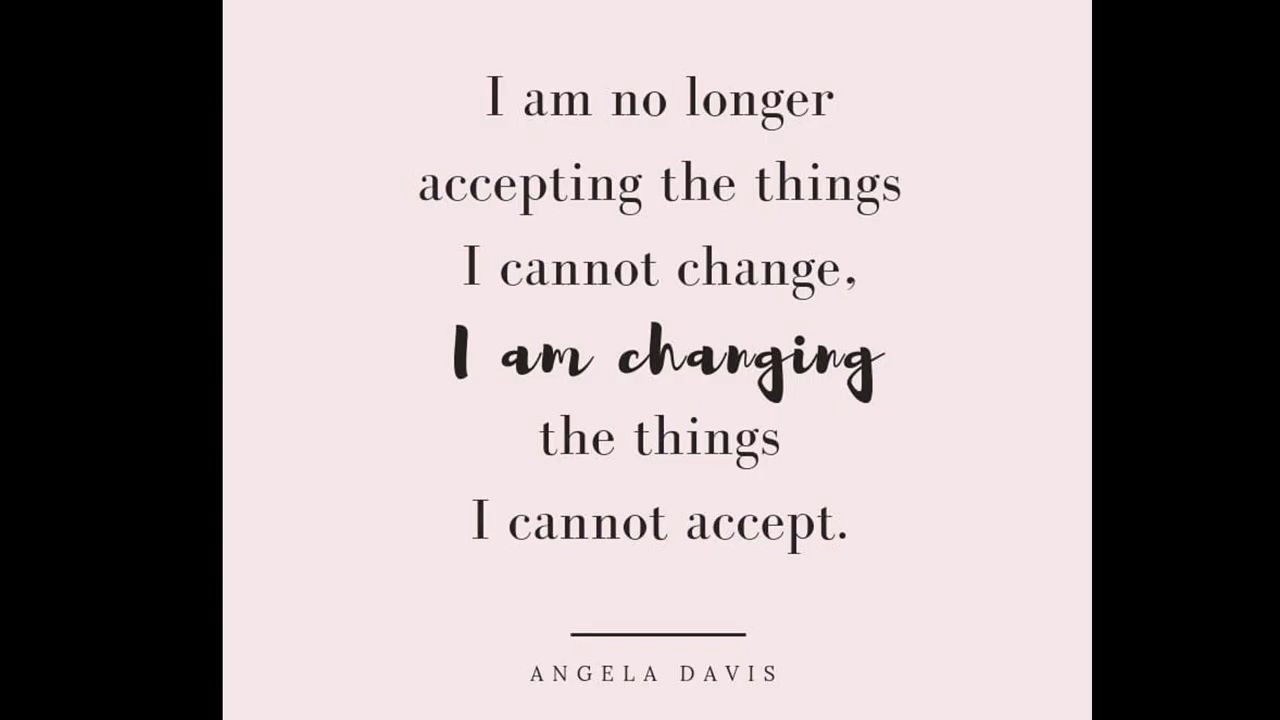 I am no longer
accepting the things
I cannot change,
I am changing
the things
I cannot accept.
ANGELA DAVIS